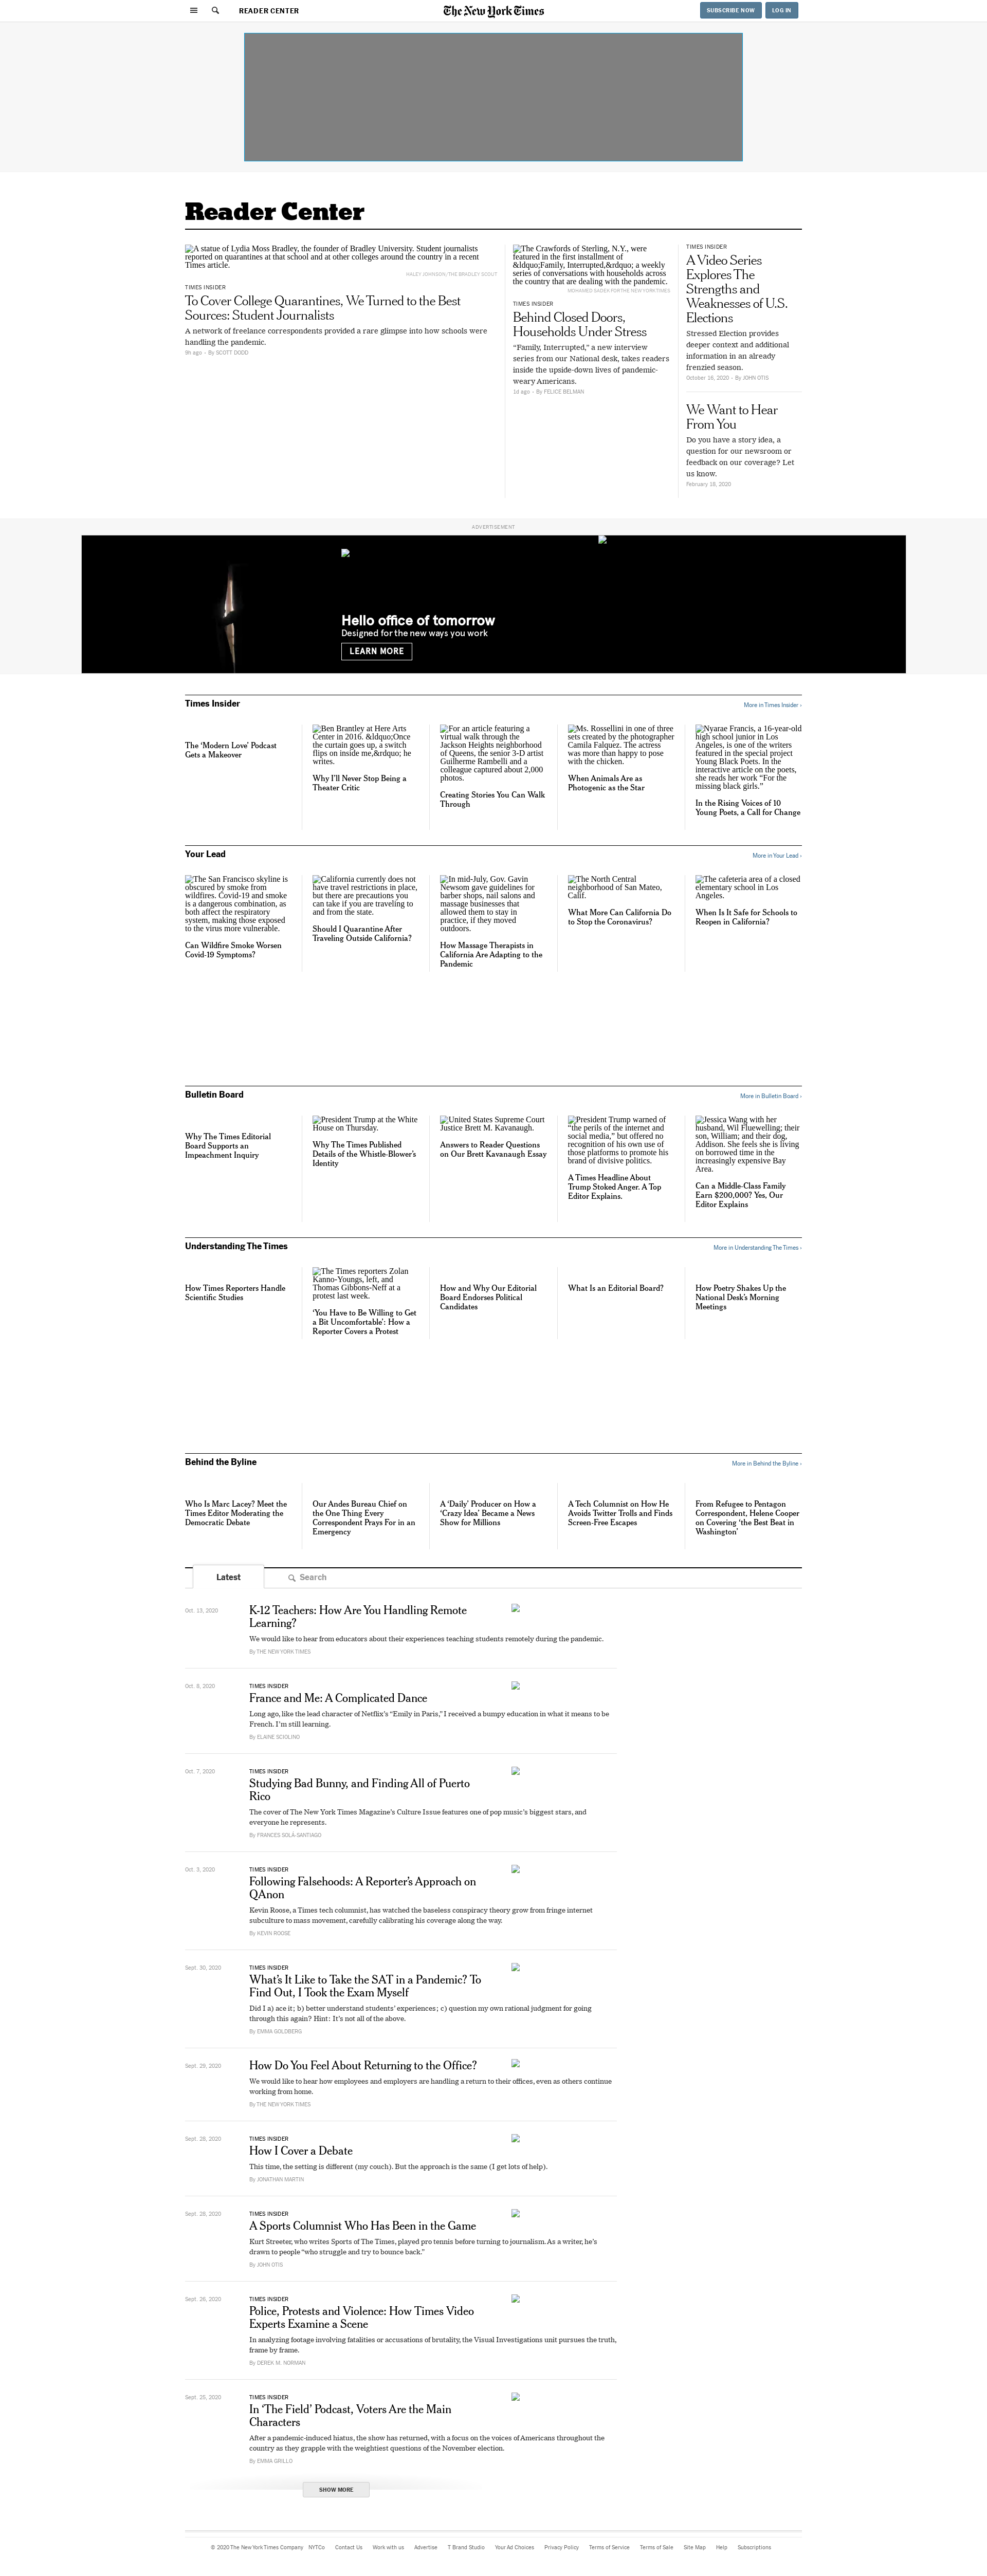 READER CENTER
The New York Times
SUBSCRIBE NOW
LOG IN
Reader Center
A statue of Lydia Moss Bradley, the founder of Bradley University. Student journalists
reported on quarantines at that school and at other colleges around the country in a recent
Times article.
HALEY JOHNSON/THE BRADLEY SCOUT
TIMES INSIDER
To Cover College Quarantines, We Turned to the Best
Sources: Student Journalists
A network of freelance correspondents provided a rare glimpse into how schools were
handling the pandemic.
9h ago - By SCOTT DODD
The Crawfords of Sterling, N.Y., were
featured in the first installment of
&ldquo;Family, Interrupted,&rdquo; a weekly
series of conversations with households across
the country that are dealing with the pandemic.
MOHAMED SADEK FOR THE NEW YORK TIMES
TIMES INSIDER
Behind Closed Doors,
Households Under Stress
“Family, Interrupted,” a new interview
series from our National desk, takes readers
inside the upside-down lives of pandemic-
weary Americans.
1d ago - By FELICE BELMAN
TIMES INSIDER
A Video Series
Explores The
Strengths and
Weaknesses of U.S.
Elections
Stressed Election provides
deeper context and additional
information in an already
frenzied season.
October 16, 2020 - By JOHN OTIS
We Want to Hear
From You
Do you have a story idea, a
question for our newsroom or
feedback on our coverage? Let
us know.
February 18, 2020
ADVERTISEMENT
Hello office of tomorrow
Designed for the new ways you work
LEARN MORE
Times Insider
More in Times Insider ›
The ‘Modern Love’ Podcast
Gets a Makeover
Ben Brantley at Here Arts
Center in 2016. &ldquo;Once
the curtain goes up, a switch
flips on inside me,&rdquo; he
writes.
Why I’ll Never Stop Being a
Theater Critic
For an article featuring a
virtual walk through the
Jackson Heights neighborhood
of Queens, the senior 3-D artist
Guilherme Rambelli and a
colleague captured about 2,000
photos.
Creating Stories You Can Walk
Through
Ms. Rossellini in one of three
sets created by the photographer
Camila Falquez. The actress
was more than happy to pose
with the chicken.
When Animals Are as
Photogenic as the Star
Nyarae Francis, a 16-year-old
high school junior in Los
Angeles, is one of the writers
featured in the special project
Young Black Poets. In the
interactive article on the poets,
she reads her work “For the
missing black girls.”
In the Rising Voices of 10
Young Poets, a Call for Change
Your Lead
More in Your Lead ›
The San Francisco skyline is
obscured by smoke from
wildfires. Covid-19 and smoke
is a dangerous combination, as
both affect the respiratory
system, making those exposed
to the virus more vulnerable.
Can Wildfire Smoke Worsen
Covid-19 Symptoms?
California currently does not
have travel restrictions in place,
but there are precautions you
can take if you are traveling to
and from the state.
Should I Quarantine After
Traveling Outside California?
In mid-July, Gov. Gavin
Newsom gave guidelines for
barber shops, nail salons and
massage businesses that
allowed them to stay in
practice, if they moved
outdoors.
How Massage Therapists in
California Are Adapting to the
Pandemic
The North Central
neighborhood of San Mateo,
Calif.
What More Can California Do
to Stop the Coronavirus?
The cafeteria area of a closed
elementary school in Los
Angeles.
When Is It Safe for Schools to
Reopen in California?
Bulletin Board
More in Bulletin Board ›
Why The Times Editorial
Board Supports an
Impeachment Inquiry
President Trump at the White
House on Thursday.
Why The Times Published
Details of the Whistle-Blower’s
Identity
United States Supreme Court
Justice Brett M. Kavanaugh.
Answers to Reader Questions
on Our Brett Kavanaugh Essay
President Trump warned of
“the perils of the internet and
social media,” but offered no
recognition of his own use of
those platforms to promote his
brand of divisive politics.
A Times Headline About
Trump Stoked Anger. A Top
Editor Explains.
Jessica Wang with her
husband, Wil Fluewelling; their
son, William; and their dog,
Addison. She feels she is living
on borrowed time in the
increasingly expensive Bay
Area.
Can a Middle-Class Family
Earn $200,000? Yes, Our
Editor Explains
Understanding The Times
More in Understanding The Times ›
How Times Reporters Handle
Scientific Studies
The Times reporters Zolan
Kanno-Youngs, left, and
Thomas Gibbons-Neff at a
protest last week.
‘You Have to Be Willing to Get
a Bit Uncomfortable’: How a
Reporter Covers a Protest
How and Why Our Editorial
Board Endorses Political
Candidates
What Is an Editorial Board?
How Poetry Shakes Up the
National Desk’s Morning
Meetings
Behind the Byline
More in Behind the Byline ›
Who Is Marc Lacey? Meet the
Times Editor Moderating the
Democratic Debate
Our Andes Bureau Chief on
the One Thing Every
Correspondent Prays For in an
Emergency
A ‘Daily’ Producer on How a
‘Crazy Idea’ Became a News
Show for Millions
A Tech Columnist on How He
Avoids Twitter Trolls and Finds
Screen-Free Escapes
From Refugee to Pentagon
Correspondent, Helene Cooper
on Covering ‘the Best Beat in
Washington’
Latest
Search
Oct. 13, 2020
K-12 Teachers: How Are You Handling Remote
Learning?
We would like to hear from educators about their experiences teaching students remotely during the pandemic.
By THE NEW YORK TIMES
Oct. 8, 2020
TIMES INSIDER
France and Me: A Complicated Dance
Long ago, like the lead character of Netflix’s “Emily in Paris,” I received a bumpy education in what it means to be
French. I’m still learning.
By ELAINE SCIOLINO
Oct. 7, 2020
TIMES INSIDER
Studying Bad Bunny, and Finding All of Puerto
Rico
The cover of The New York Times Magazine’s Culture Issue features one of pop music’s biggest stars, and
everyone he represents.
By FRANCES SOLÁ-SANTIAGO
Oct. 3, 2020
TIMES INSIDER
Following Falsehoods: A Reporter’s Approach on
QAnon
Kevin Roose, a Times tech columnist, has watched the baseless conspiracy theory grow from fringe internet
subculture to mass movement, carefully calibrating his coverage along the way.
By KEVIN ROOSE
Sept. 30, 2020
TIMES INSIDER
What’s It Like to Take the SAT in a Pandemic? To
Find Out, I Took the Exam Myself
Did I a) ace it; b) better understand students’ experiences; c) question my own rational judgment for going
through this again? Hint: It’s not all of the above.
By EMMA GOLDBERG
Sept. 29, 2020
How Do You Feel About Returning to the Office?
We would like to hear how employees and employers are handling a return to their offices, even as others continue
working from home.
By THE NEW YORK TIMES
Sept. 28, 2020
TIMES INSIDER
How I Cover a Debate
This time, the setting is different (my couch). But the approach is the same (I get lots of help).
By JONATHAN MARTIN
Sept. 28, 2020
TIMES INSIDER
A Sports Columnist Who Has Been in the Game
Kurt Streeter, who writes Sports of The Times, played pro tennis before turning to journalism. As a writer, he’s
drawn to people “who struggle and try to bounce back.”
By JOHN OTIS
Sept. 26, 2020
TIMES INSIDER
Police, Protests and Violence: How Times Video
Experts Examine a Scene
In analyzing footage involving fatalities or accusations of brutality, the Visual Investigations unit pursues the truth,
frame by frame.
By DEREK M. NORMAN
Sept. 25, 2020
TIMES INSIDER
In ‘The Field’ Podcast, Voters Are the Main
Characters
After a pandemic-induced hiatus, the show has returned, with a focus on the voices of Americans throughout the
country as they grapple with the weightiest questions of the November election.
By EMMA GRILLO
SHOW MORE
© 2020 The New York Times Company NYTCo Contact Us Work with us Advertise T Brand Studio Your Ad Choices Privacy Policy Terms of Service Terms of Sale Site Map Help Subscriptions